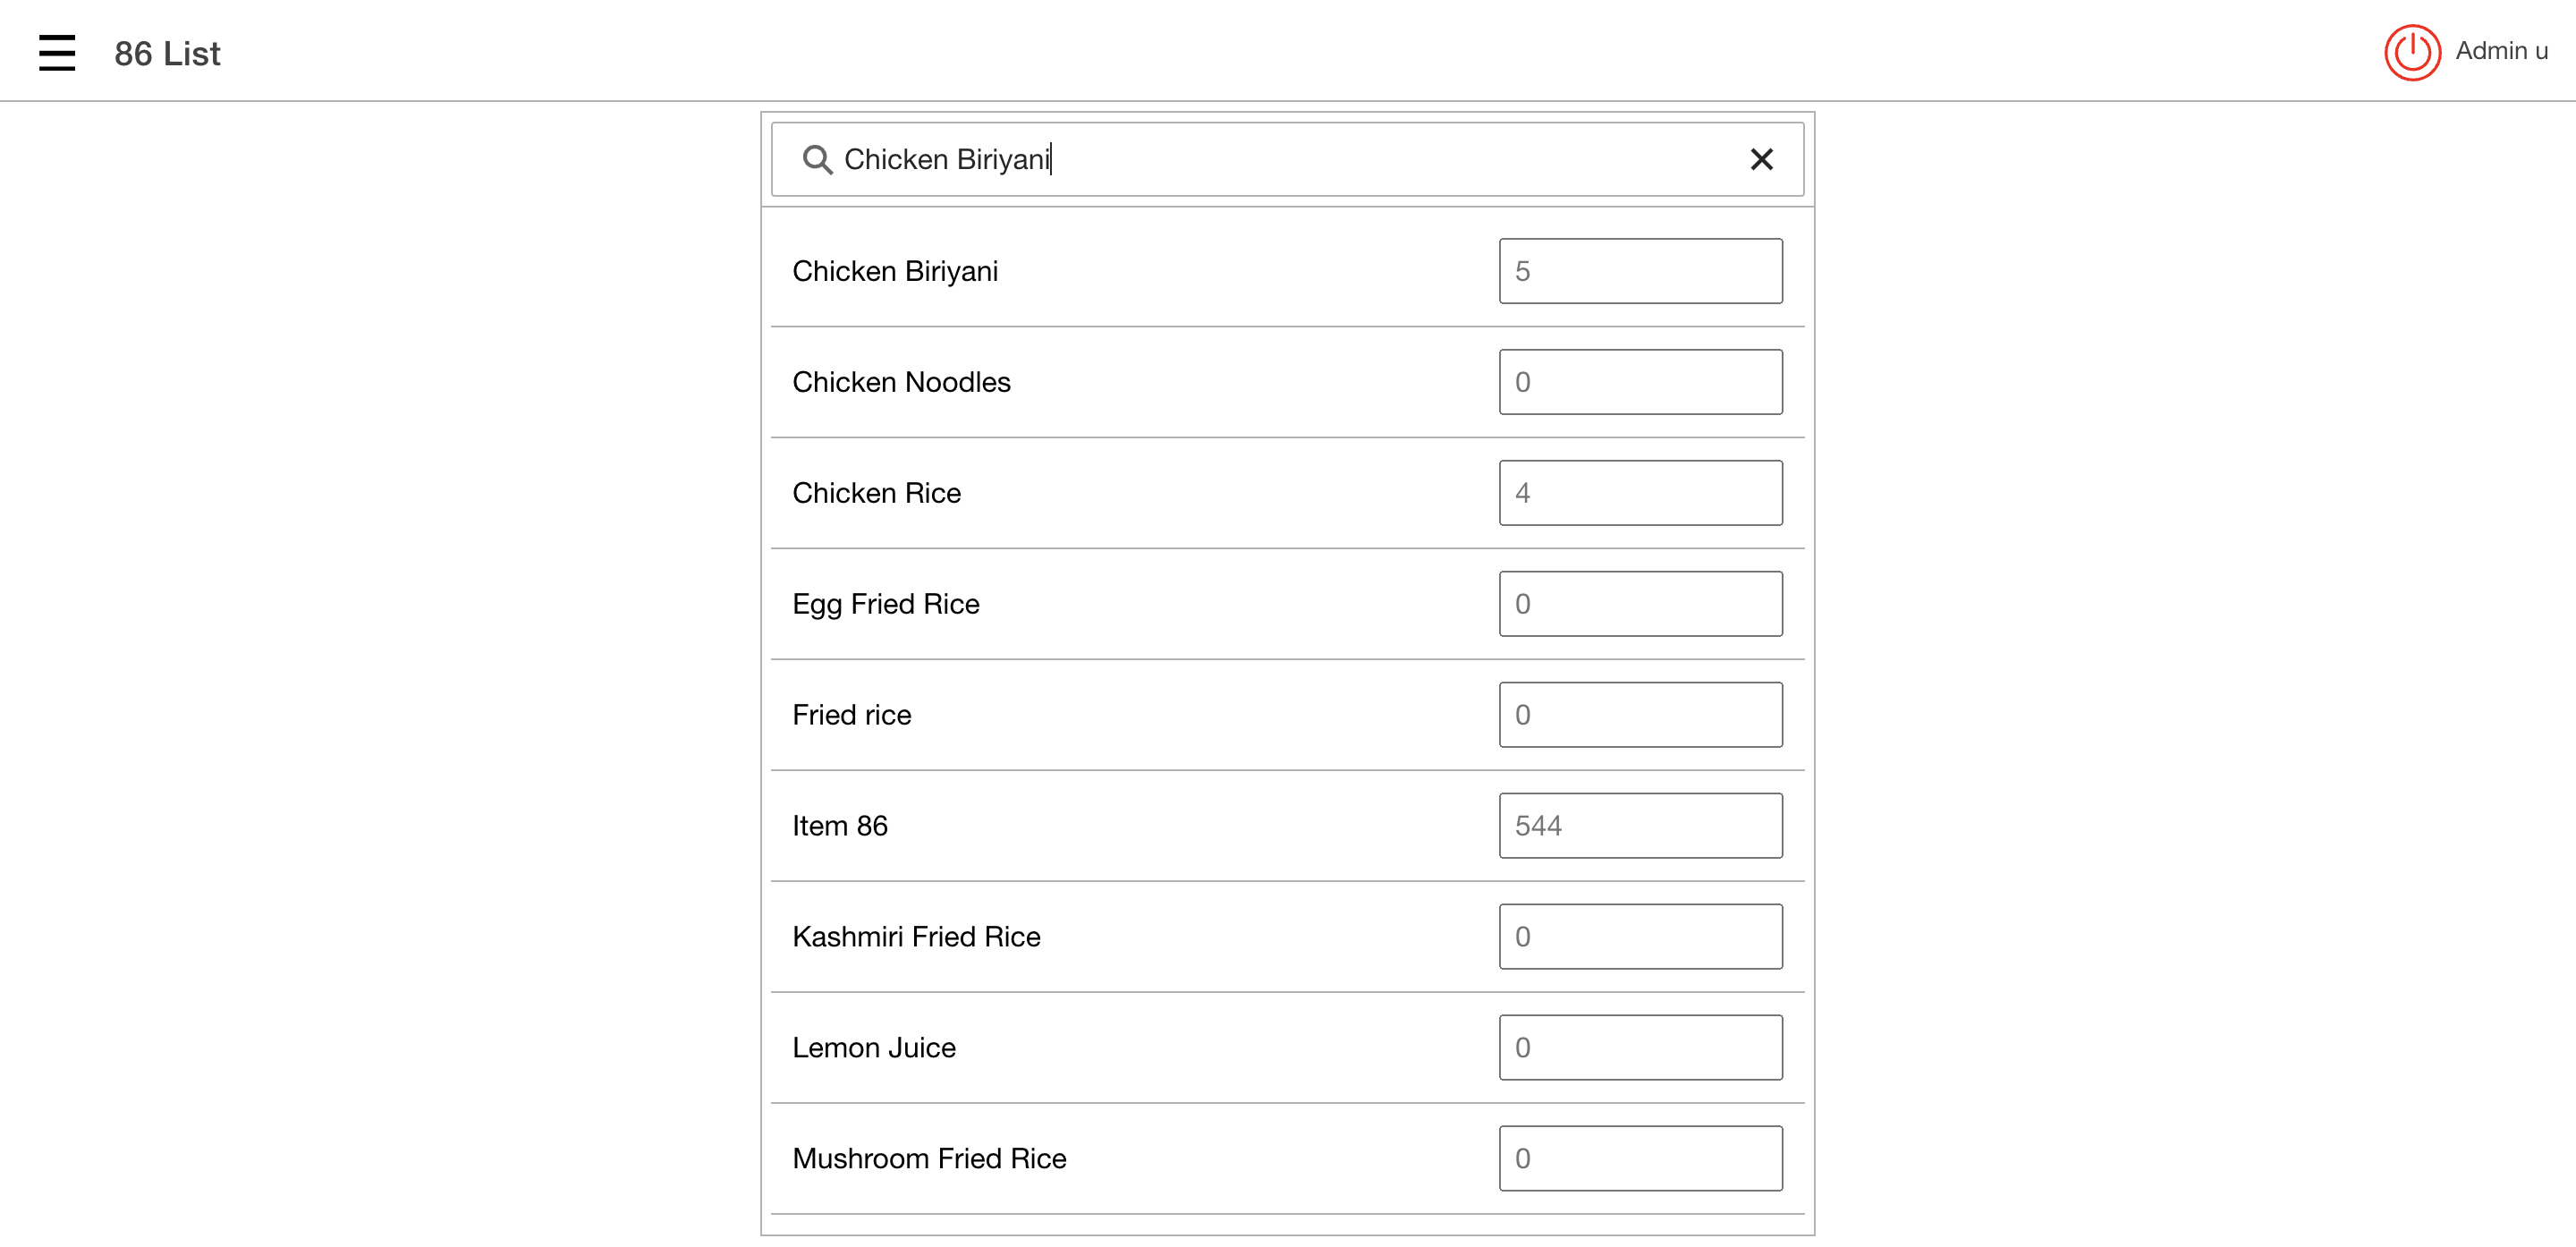 86 List
Admin u
Chicken Biriyani
Chicken Biriyani 5
Chicken Noodles 0
Chicken Rice 4
Egg Fried Rice 0
Fried rice 0
Item 86 544
Kashmiri Fried Rice 0
Lemon Juice 0
Mushroom Fried Rice 0